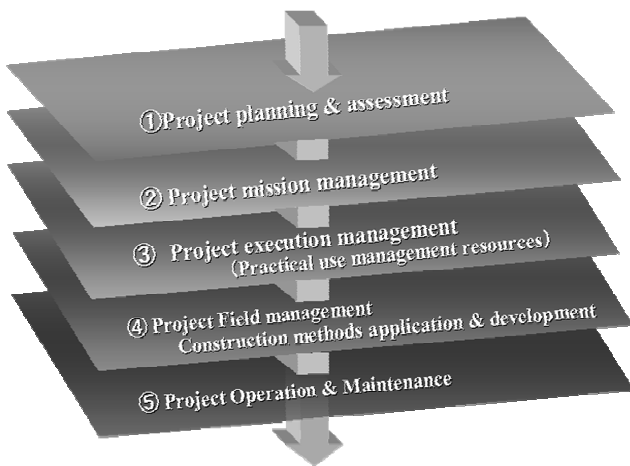 ①Project planning & assessment
② Project mission management
③ Project execution management
(Practical use management resources)
④ Project Field management
Construction methods application & development
⑤ Project Operation & Maintenance